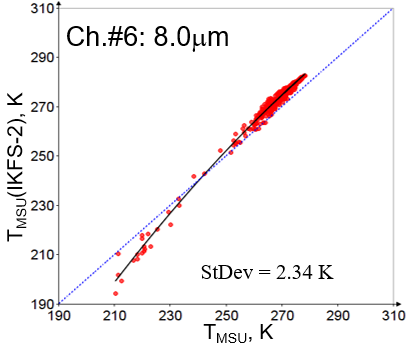 Ch.#6: 8.0μm
310
290
270
250
230
210
190
T_MSU(IKFS-2), K
StDev = 2.34 K
190 210 230 250 270 290 310
T_MSU, K